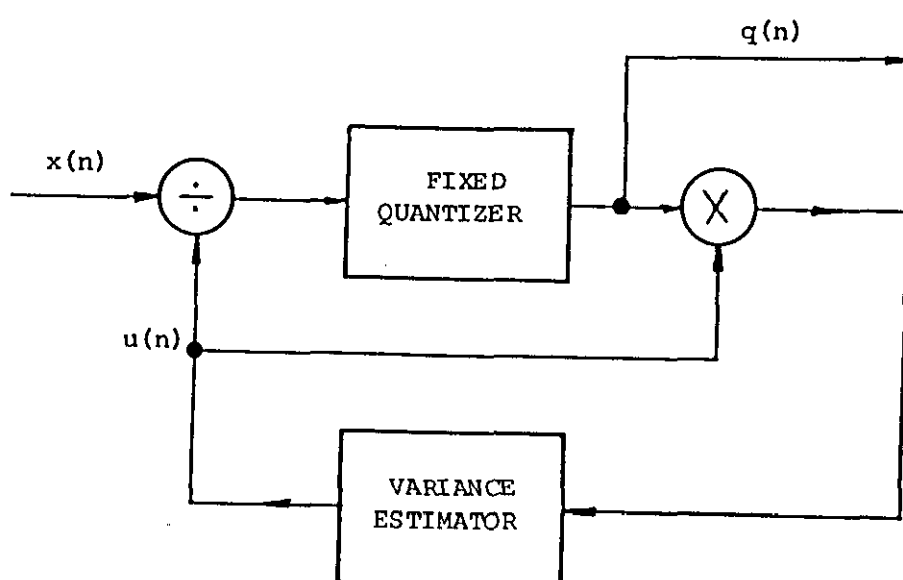 q(n)
x(n)
÷
FIXED
QUANTIZER
X
u(n)
VARIANCE
ESTIMATOR